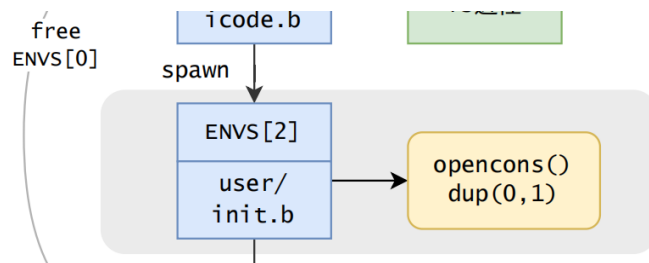 free
ENVS[0]
icode.b
spawn
ENVS[2]
user/
init.b
opencons()
dup(0,1)